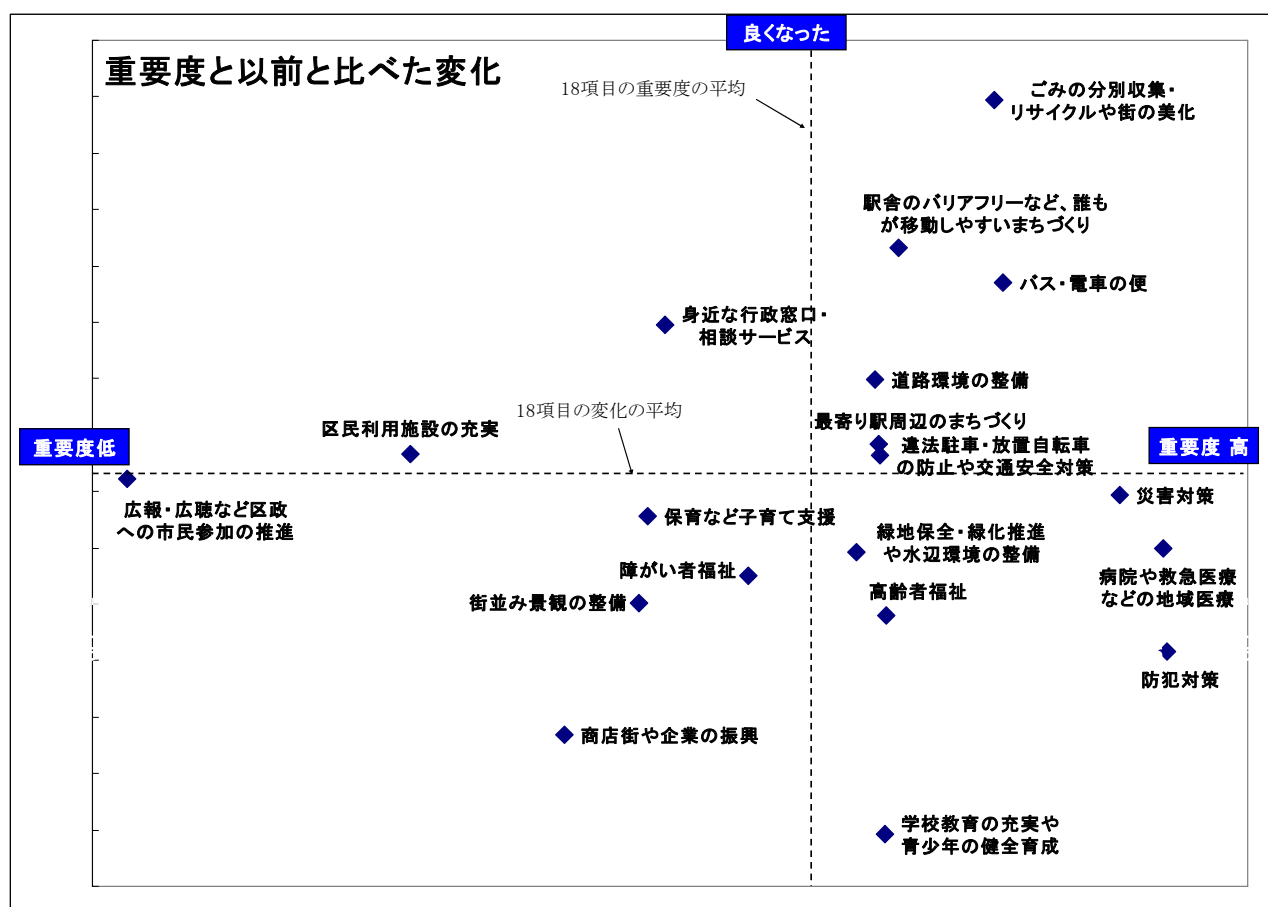 良くなった
重要度と以前と比べた変化
18項目の重要度の平均
ごみの分別収集・
リサイクルや街の美化
駅舎のバリアフリーなど、誰も
が移動しやすいまちづくり
バス・電車の便
身近な行政窓口・
相談サービス
道路環境の整備
18項目の変化の平均
最寄り駅周辺のまちづくり
区民利用施設の充実
違法駐車・放置自転車
の防止や交通安全対策
重要度低
重要度 高
災害対策
広報・広聴など区政
への市民参加の推進
保育など子育て支援
緑地保全・緑化推進
や水辺環境の整備
障がい者福祉
病院や救急医療
などの地域医療
高齢者福祉
街並み景観の整備
防犯対策
商店街や企業の振興
学校教育の充実や
青少年の健全育成